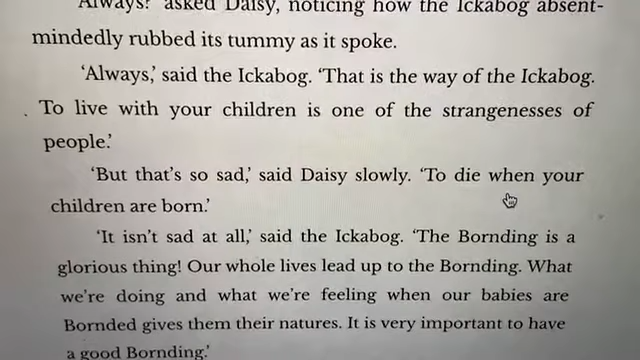 Always?' asked Daisy, noticing how the Ickabog absent-
mindedly rubbed its tummy as it spoke.
'Always,' said the Ickabog. 'That is the way of the Ickabog.
To live with your children is one of the strangenesses of
people.'
'But that's so sad,' said Daisy slowly. 'To die when your
children are born.'
'It isn't sad at all,' said the Ickabog. 'The Bornding is a
glorious thing! Our whole lives lead up to the Bornding. What
we're doing and what we're feeling when our babies are
Bornded gives them their natures. It is very important to have
a good Bornding.'